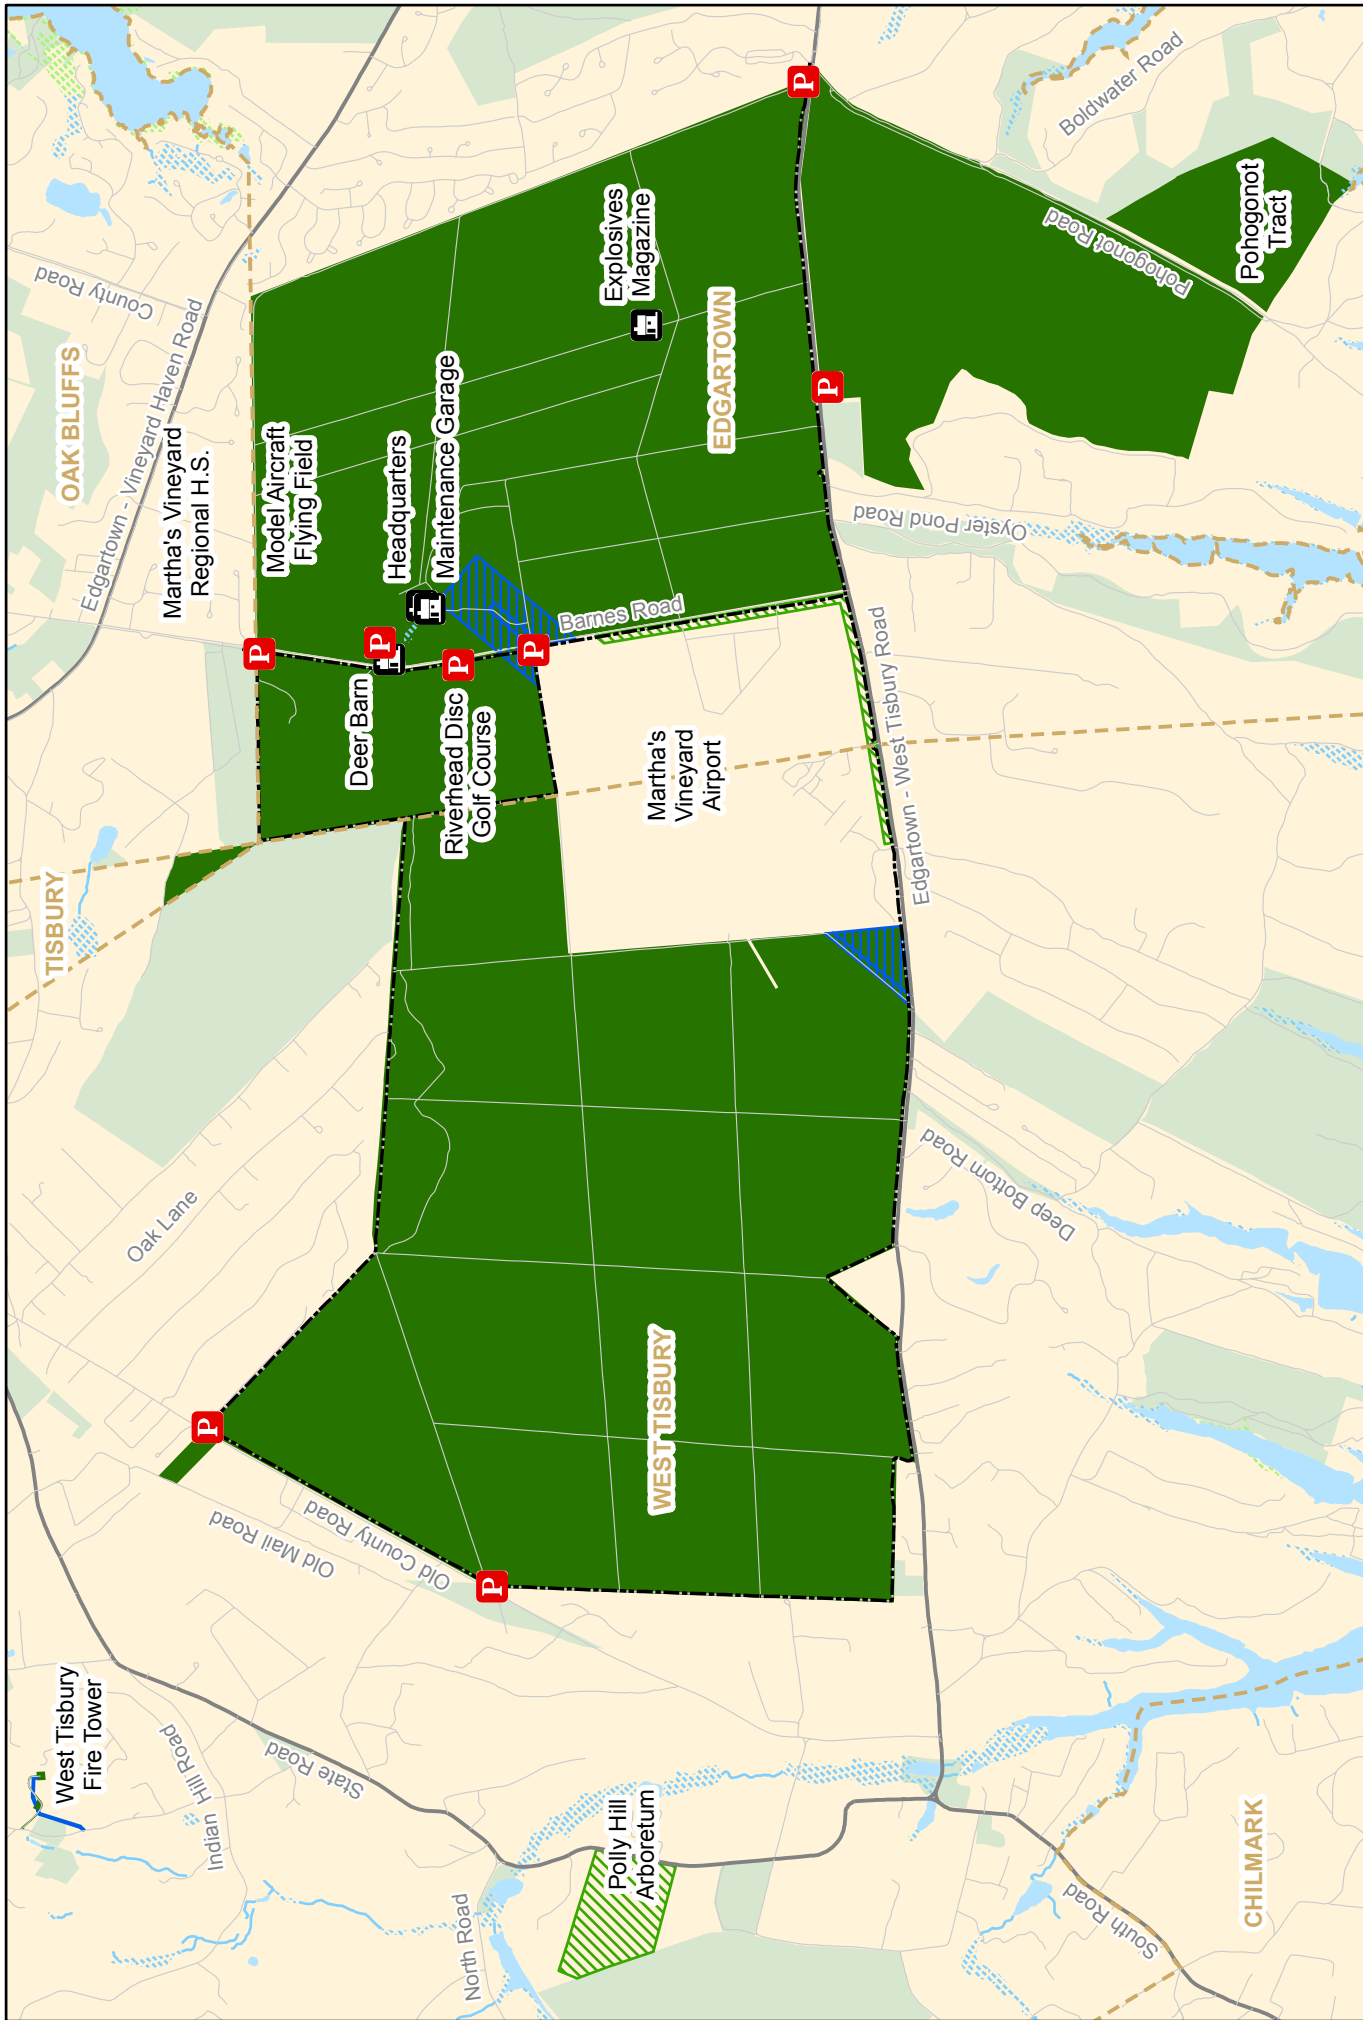 West Tisbury
Fire Tower
Indian Hill Road
State Road
North Road
Polly Hill
Arboretum
South Road
CHILMARK
Old Mail Road
Old County Road
P
P
WEST TISBURY
Oak Lane
Deep Bottom Road
TISBURY
Edgartown - West Tisbury Road
Martha's
Vineyard
Airport
Riverhead Disc
Golf Course
Deer Barn
P
P
P
P
Barnes Road
Martha's Vineyard
Regional H.S.
Model Aircraft
Flying Field
Headquarters
Maintenance Garage
OAK BLUFFS
Edgartown - Vineyard Haven Road
County Road
Explosives
Magazine
EDGARTOWN
Oyster Pond Road
P
P
Pohogonot Road
Pohogonot
Tract
Boldwater Road